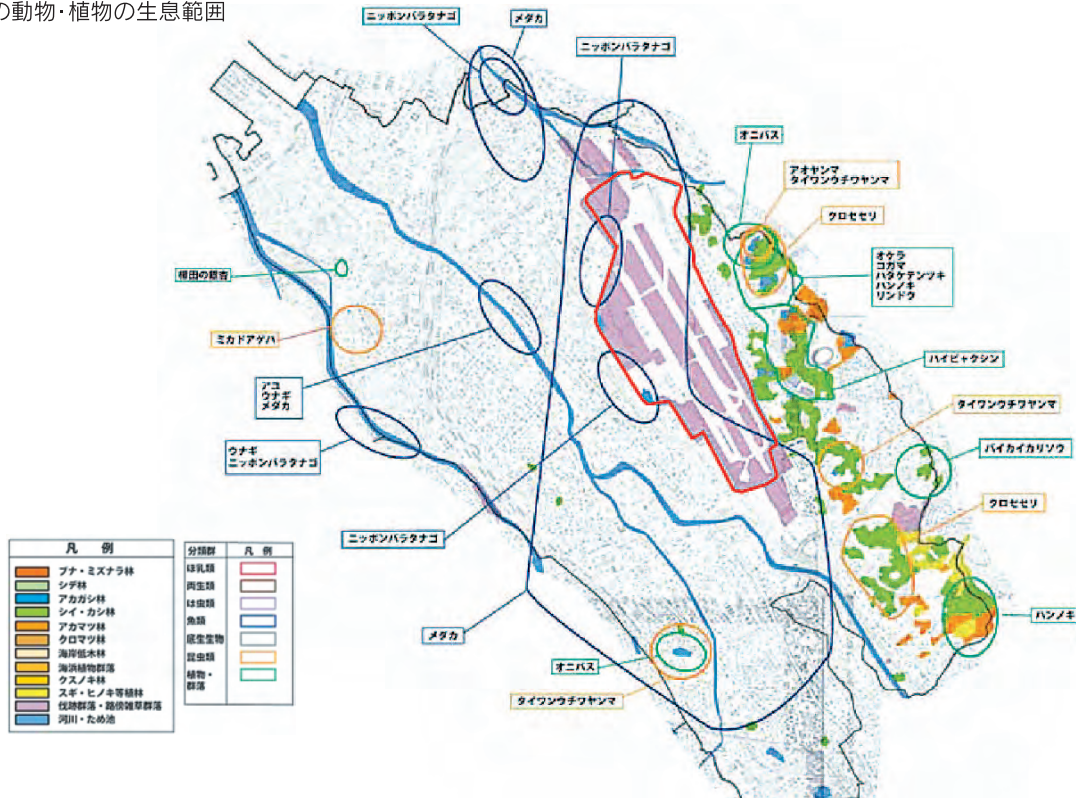 の動物・植物の生息範囲
ニッポンバラタナゴ
メダカ
ニッポンバラタナゴ
オニバス
アオヤンマ
タイワンウチワヤンマ
クロセセリ
オケラ
コガマ
ハタケテンツキ
ハンノキ
リンドウ
ミカドアゲハ
ハイビャクシン
アユ
ウナギ
メダカ
タイワンウチワヤンマ
ウナギ
ニッポンバラタナゴ
バイカイカリソウ
クロセセリ
ニッポンバラタナゴ
ハンノキ
メダカ
オニバス
タイワンウチワヤンマ
凡 例
ブナ・ミズナラ林
シデ林
アカガシ林
シイ・カシ林
アカマツ林
クロマツ林
海岸低木林
海浜植物群落
クスノキ林
スギ・ヒノキ等植林
伐跡群落・路傍雑草群落
河川・ため池
分類群 凡 例
ほ乳類
両生類
は虫類
魚類
底生生物
昆虫類
植物・
群落